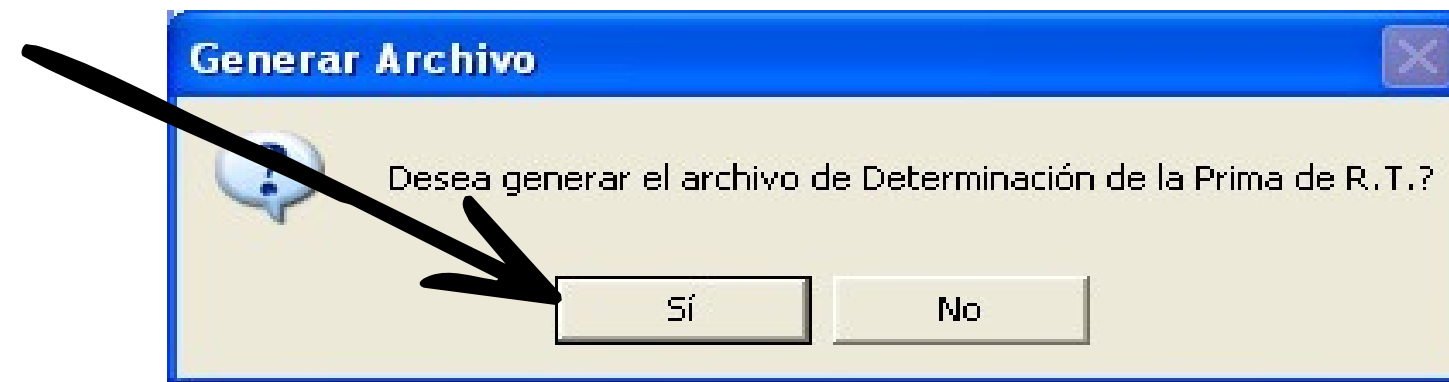 Generar Archivo
Desea generar el archivo de Determinación de la Prima de R.T.?
Sí
No